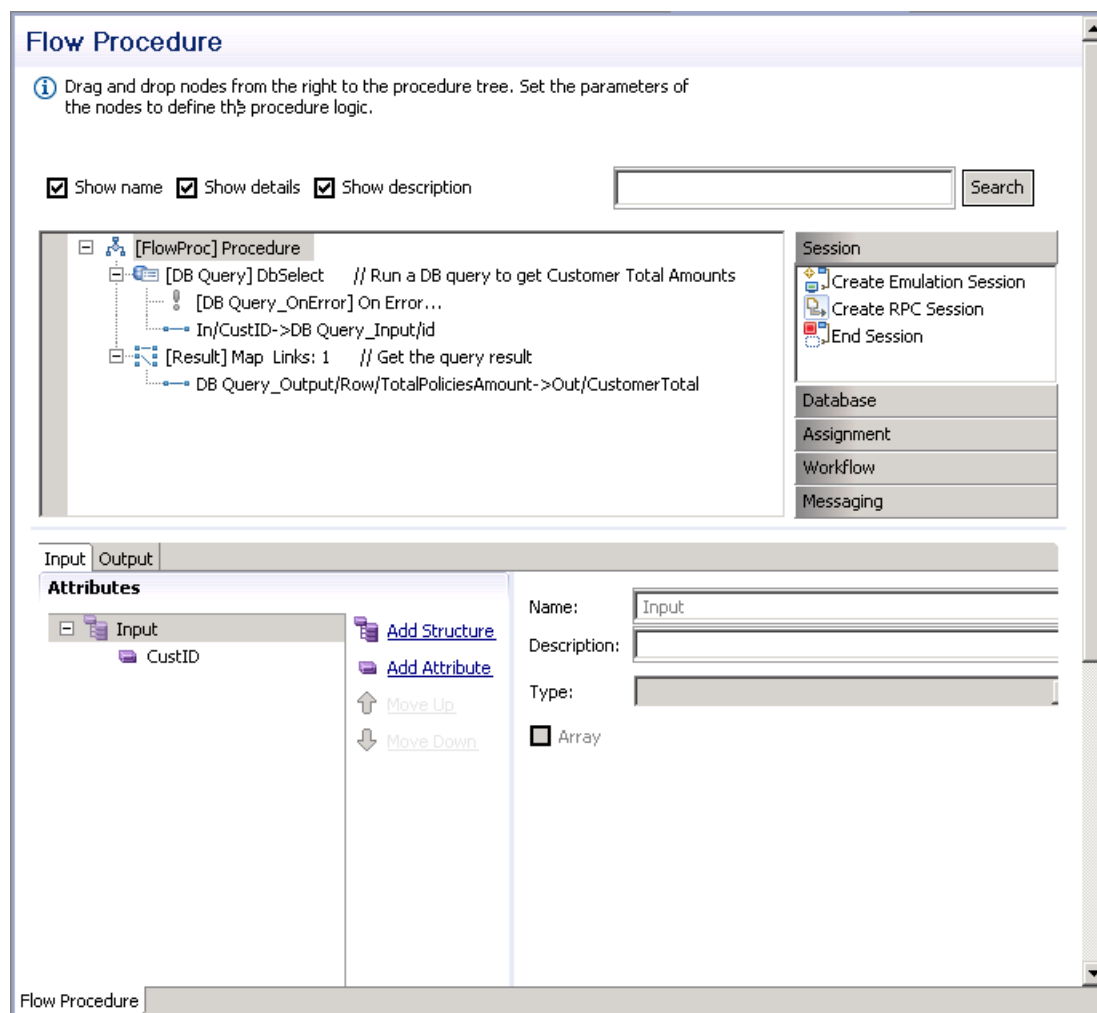 Flow Procedure
Drag and drop nodes from the right to the procedure tree. Set the parameters of
the nodes to define the procedure logic.
Show name Show details Show description Search
[FlowProc] Procedure
[DB Query] DbSelect // Run a DB query to get Customer Total Amounts
[DB Query_OnError] On Error...
In/CustID->DB Query_Input/id
[Result] Map Links: 1 // Get the query result
DB Query_Output/Row/TotalPoliciesAmount->Out/CustomerTotal
Session
Create Emulation Session
Create RPC Session
End Session
Database
Assignment
Workflow
Messaging
Input Output
Attributes
Input
CustID
Add Structure
Add Attribute
Move Up
Move Down
Name: Input
Description:
Type:
Array
Flow Procedure